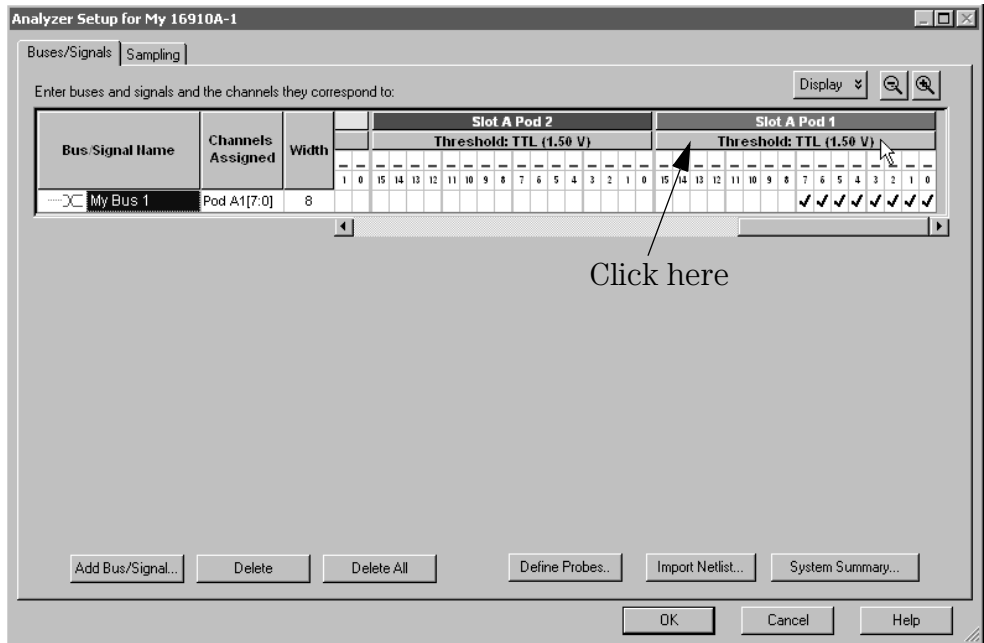 Analyzer Setup for My 16910A-1
Buses/Signals Sampling
Display
Enter buses and signals and the channels they correspond to:
Bus/Signal Name Channels Assigned Width
Slot A Pod 2 Slot A Pod 1
Threshold: TTL (1.50 V) Threshold: TTL (1.50 V)
1 0 15 14 13 12 11 10 9 8 7 6 5 4 3 2 1 0 15 14 13 12 11 10 9 8 7 6 5 4 3 2 1 0
My Bus 1 Pod A1[7:0] 8
Click here
Add Bus/Signal... Delete Delete All Define Probes.. Import Netlist... System Summary...
OK Cancel Help